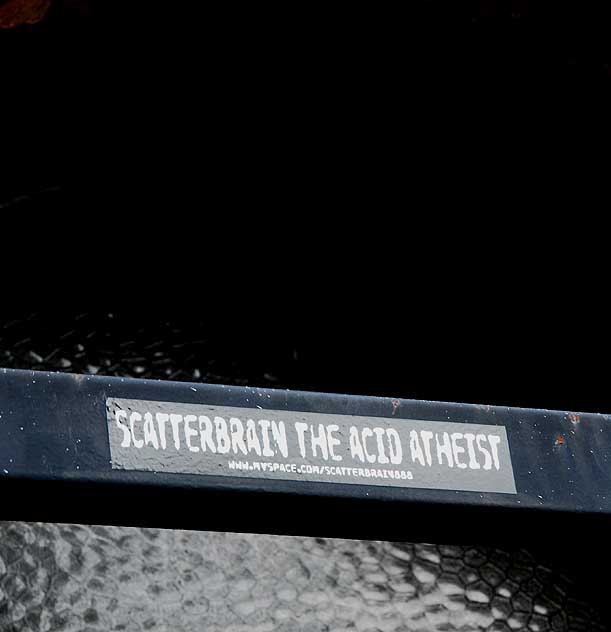 SCATTERBRAIN THE ACID ATHEIST
WWW.MYSPACE.COM/SCATTERBRAIN888